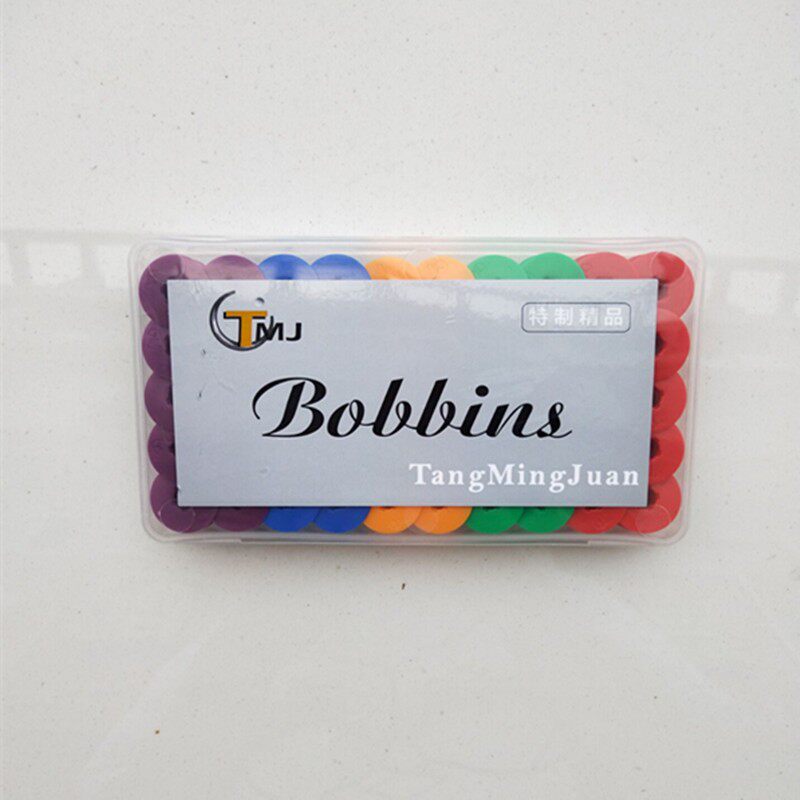 TMJ
特制精品
Bobbins
TangMingJuan